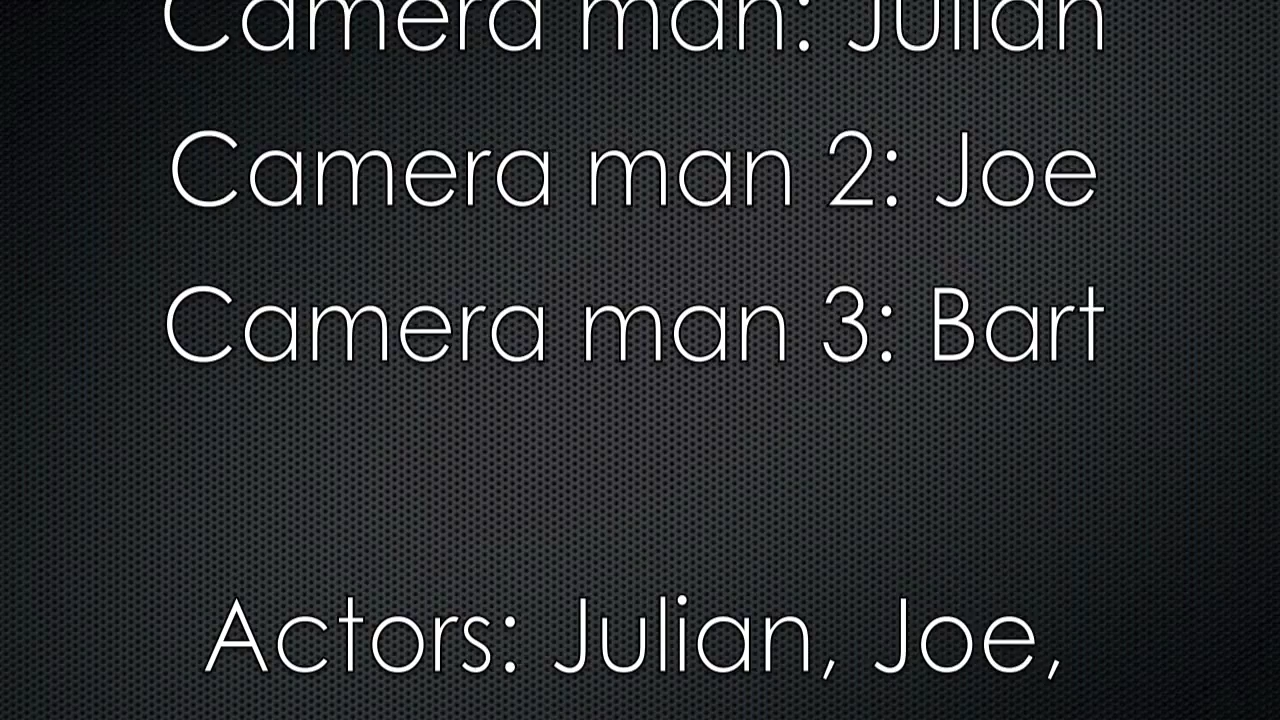 Camera man: Julian
Camera man 2: Joe
Camera man 3: Bart
Actors: Julian, Joe,